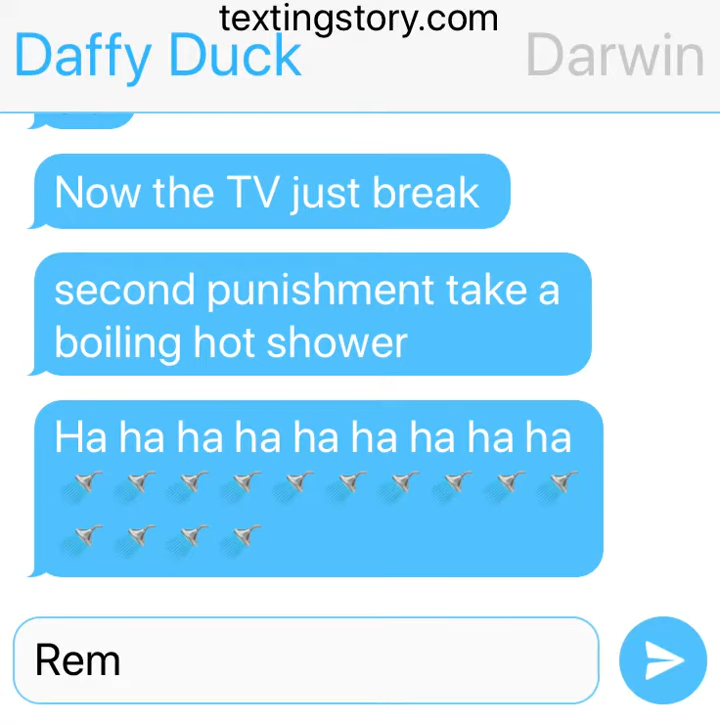 textingstory.com
Daffy Duck Darwin
Now the TV just break
second punishment take a
boiling hot shower
Ha ha ha ha ha ha ha ha ha
🚿🚿🚿🚿🚿🚿🚿🚿🚿🚿
🚿🚿🚿🚿
Rem